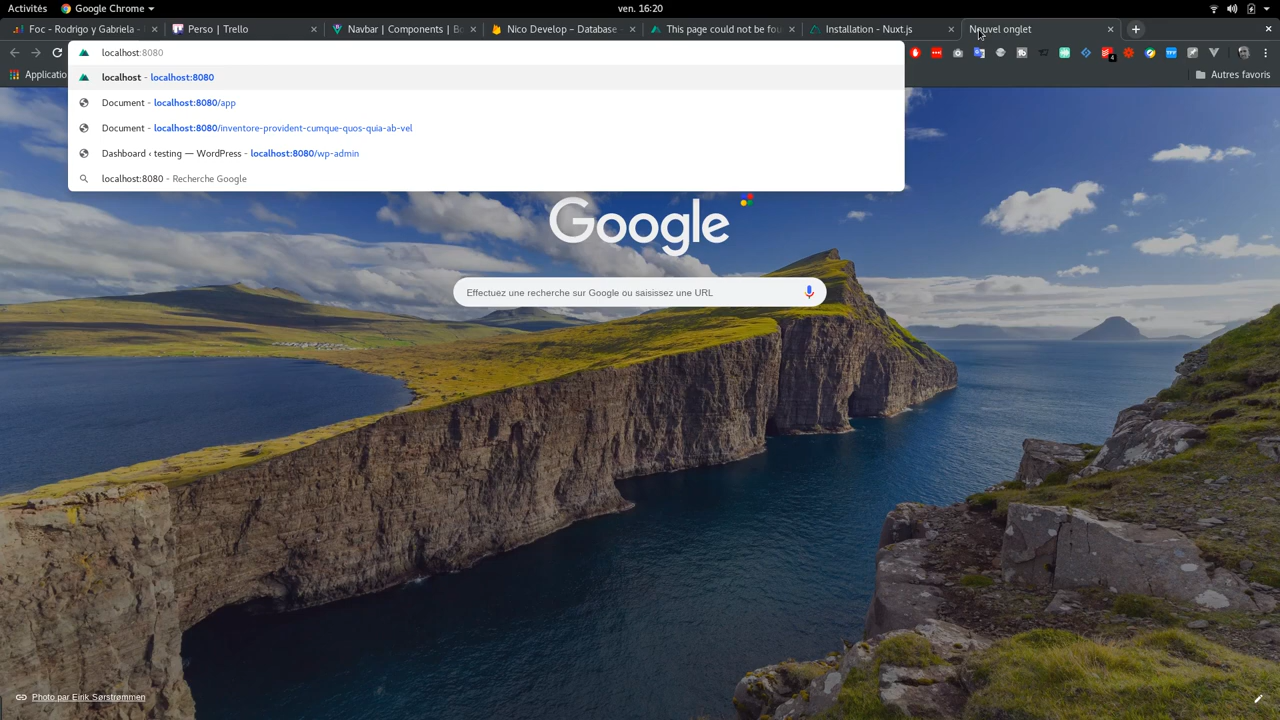 Activités
Google Chrome
ven. 16:20
Foc - Rodrigo y Gabriela -
Perso | Trello
Navbar | Components | Bo
Nico Develop – Database -
This page could not be fou
Installation - Nuxt.js
Nouvel onglet
localhost:8080
4
Applicatio
Autres favoris
localhost - localhost:8080
Document - localhost:8080/app
Document - localhost:8080/inventore-provident-cumque-quos-quia-ab-vel
Dashboard ‹ testing — WordPress - localhost:8080/wp-admin
localhost:8080 - Recherche Google
Google
Effectuez une recherche sur Google ou saisissez une URL
Photo par Eirik Sørstrømmen